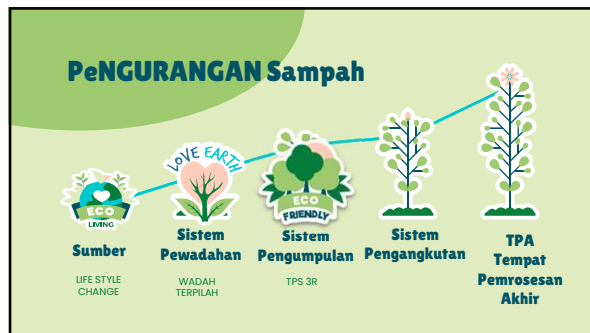 PeNGURANGAN Sampah
LOVE EARTH
ECO
LIVING
ECO
FRIENDLY
Sumber
LIFE STYLE
CHANGE
Sistem
Pewadahan
WADAH
TERPILAH
Sistem
Pengumpulan
TPS 3R
Sistem
Pengangkutan
TPA
Tempat
Pemrosesan
Akhir